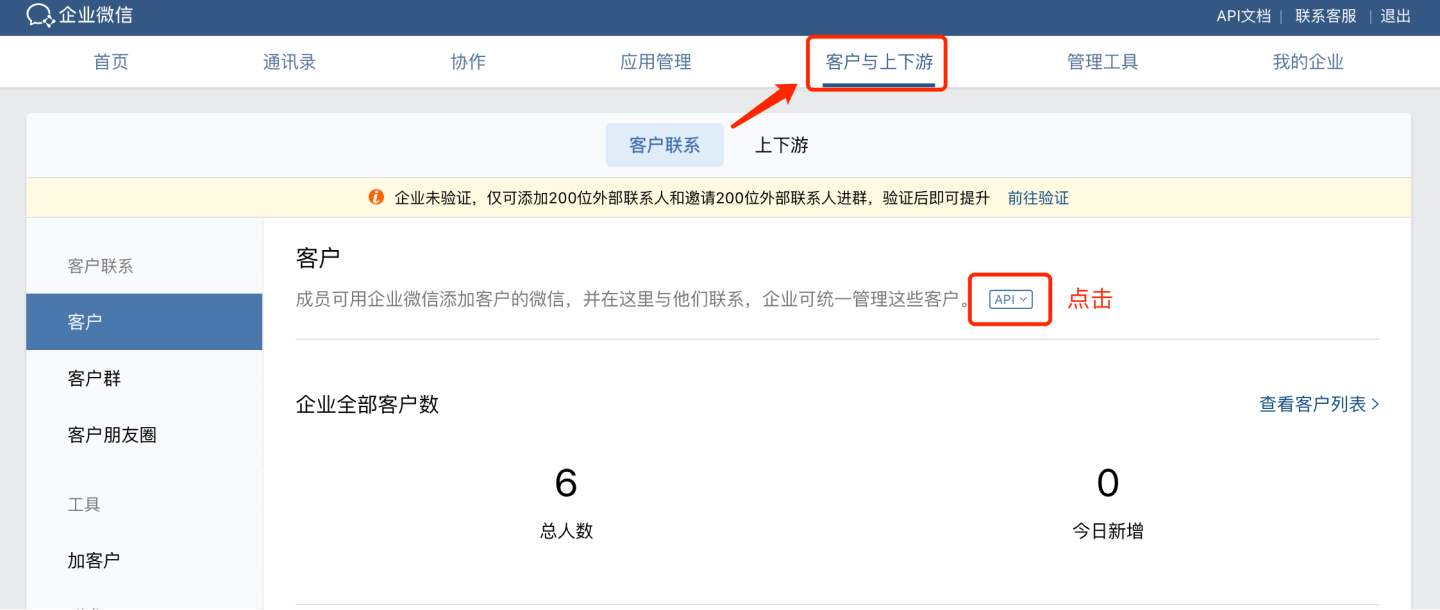 企业微信
API文档 | 联系客服 | 退出
首页 通讯录 协作 应用管理 客户与上下游 管理工具 我的企业
客户联系 上下游
企业未验证，仅可添加200位外部联系人和邀请200位外部联系人进群，验证后即可提升 前往验证
客户联系
客户
客户群
客户朋友圈
工具
加客户
客户
成员可用企业微信添加客户的微信，并在这里与他们联系，企业可统一管理这些客户。 API 点击
企业全部客户数 查看客户列表
6 0
总人数 今日新增